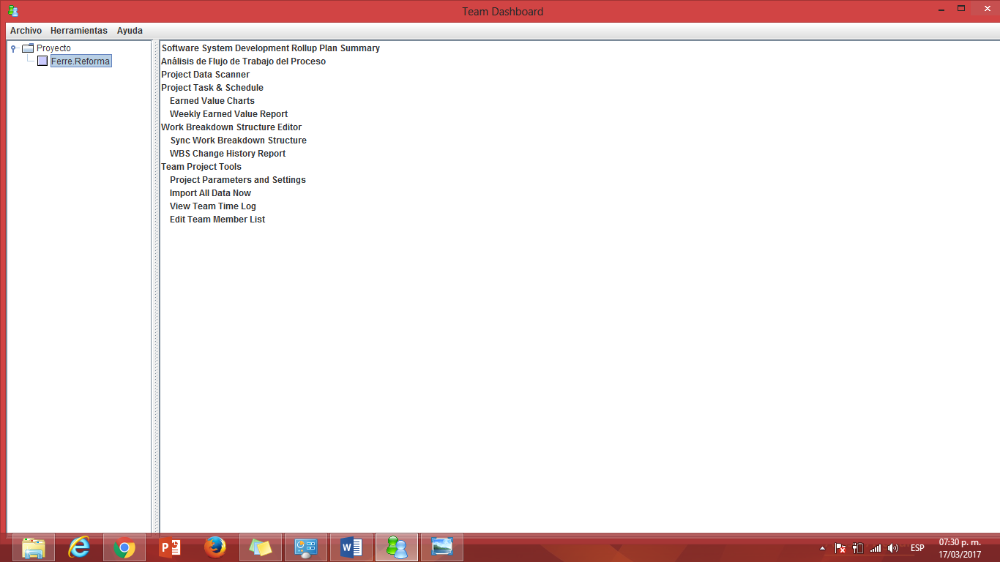 Team Dashboard
Archivo Herramientas Ayuda
Proyecto
Ferre.Reforma
Software System Development Rollup Plan Summary
Análisis de Flujo de Trabajo del Proceso
Project Data Scanner
Project Task & Schedule
Earned Value Charts
Weekly Earned Value Report
Work Breakdown Structure Editor
Sync Work Breakdown Structure
WBS Change History Report
Team Project Tools
Project Parameters and Settings
Import All Data Now
View Team Time Log
Edit Team Member List
ESP
07:30 p. m.
17/03/2017